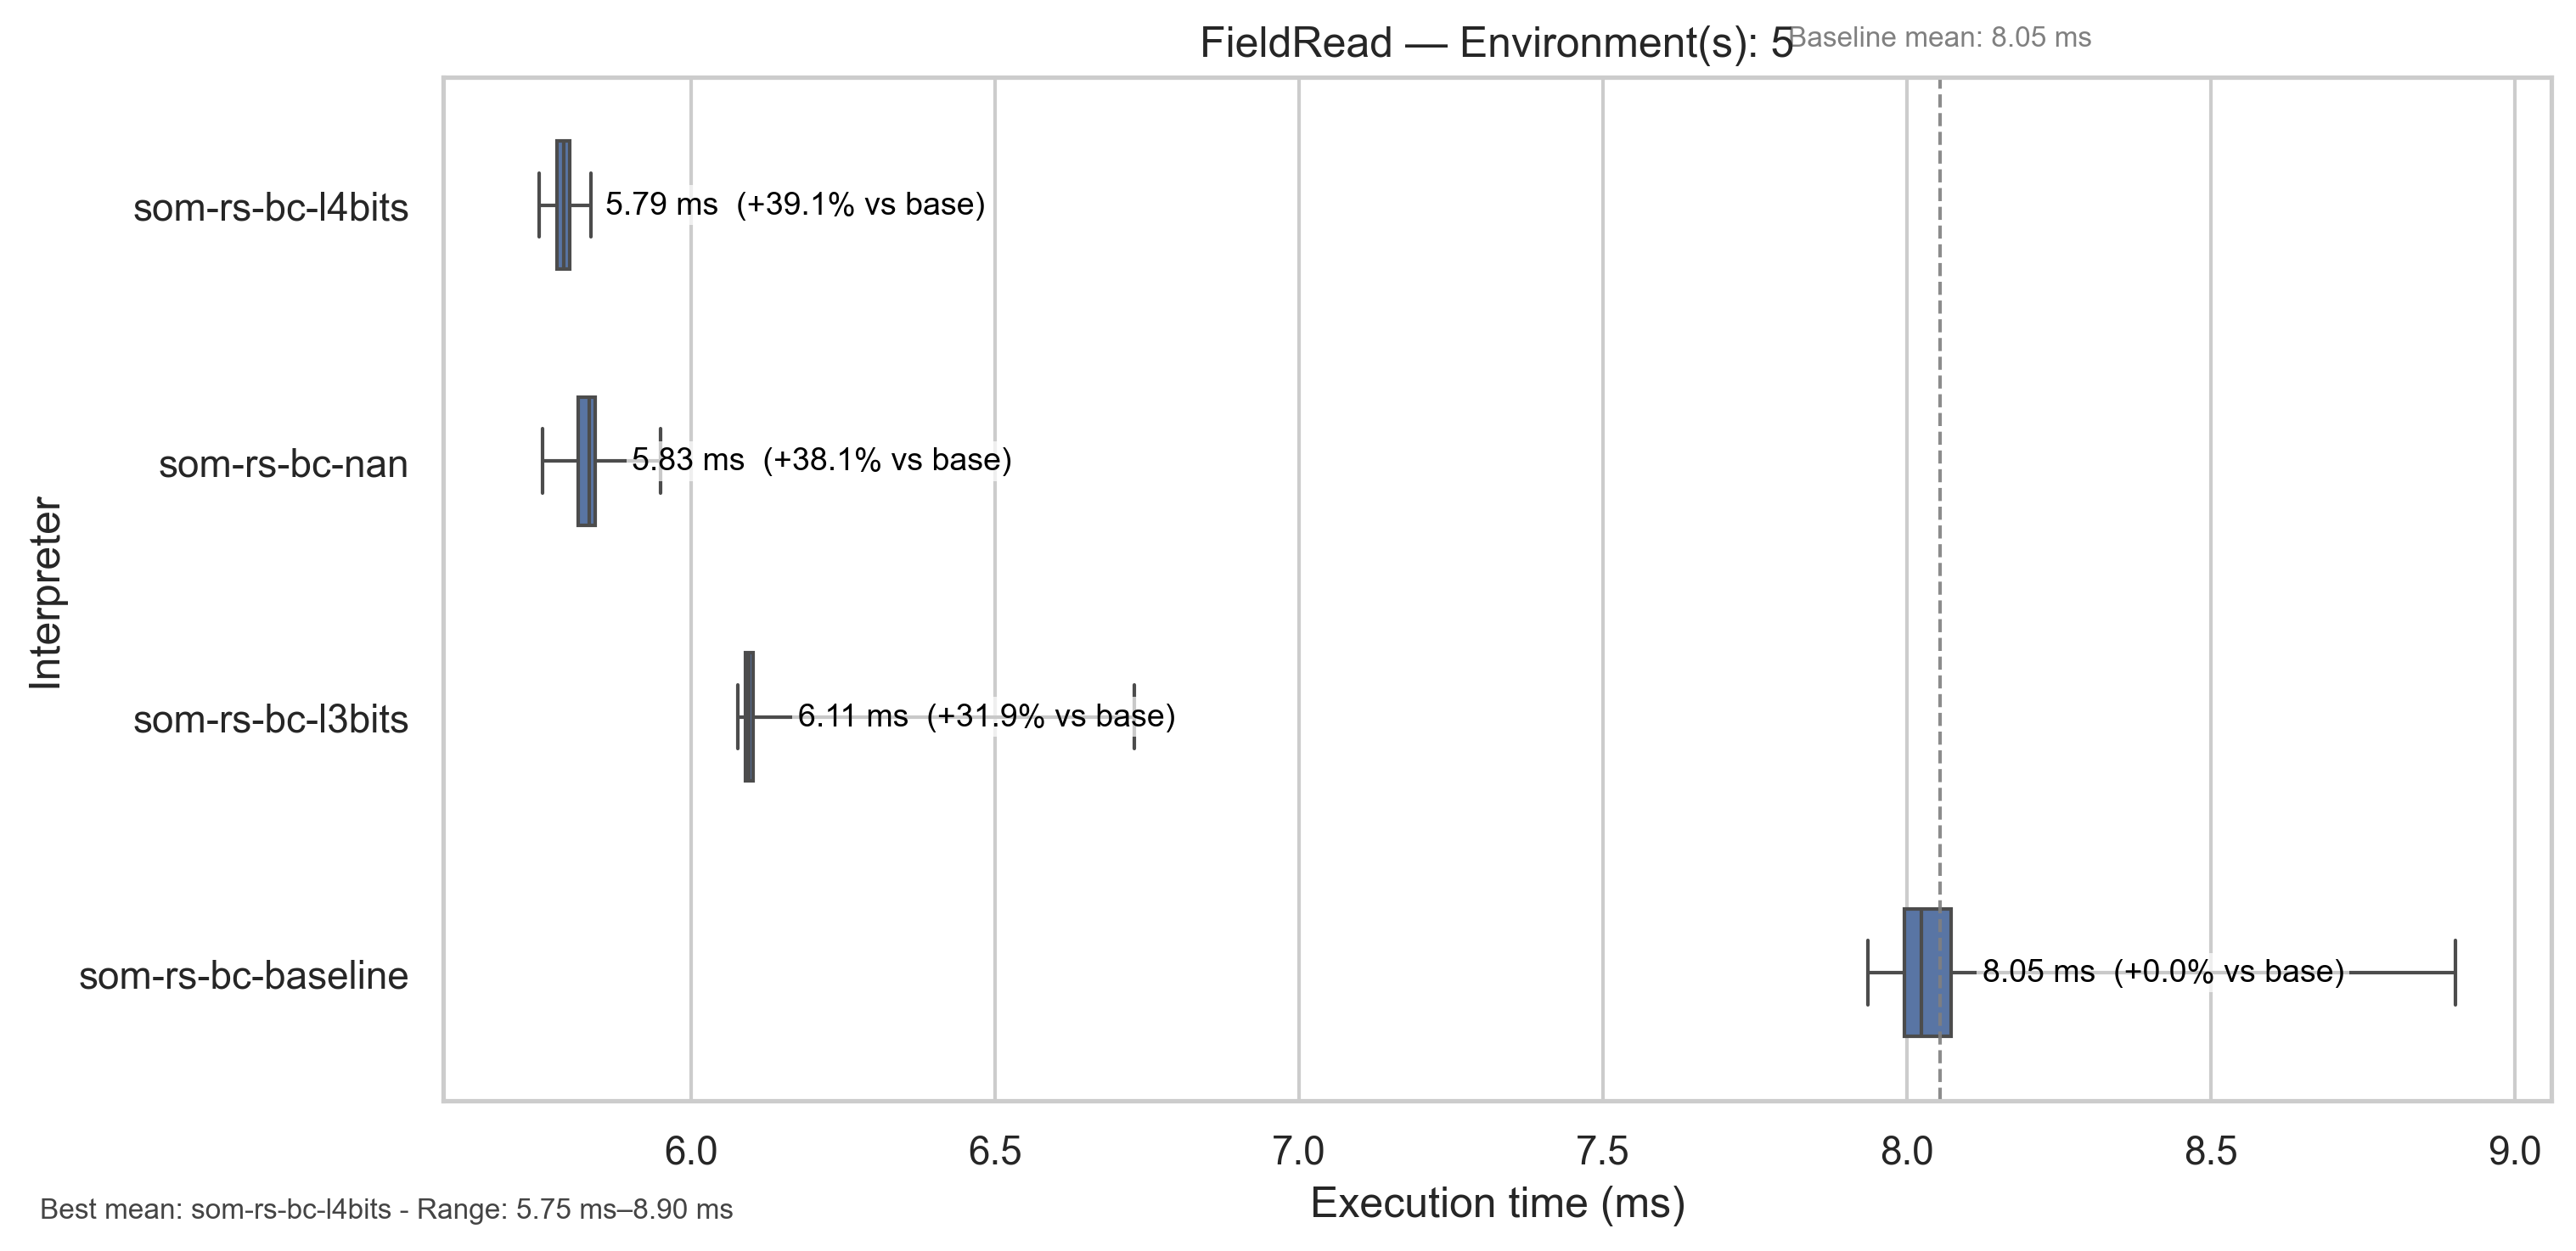 FieldRead — Environment(s): 5
Baseline mean: 8.05 ms
Interpreter
som-rs-bc-l4bits
5.79 ms (+39.1% vs base)
som-rs-bc-nan
5.83 ms (+38.1% vs base)
som-rs-bc-l3bits
6.11 ms (+31.9% vs base)
som-rs-bc-baseline
8.05 ms (+0.0% vs base)
6.0 6.5 7.0 7.5 8.0 8.5 9.0
Execution time (ms)
Best mean: som-rs-bc-l4bits - Range: 5.75 ms–8.90 ms